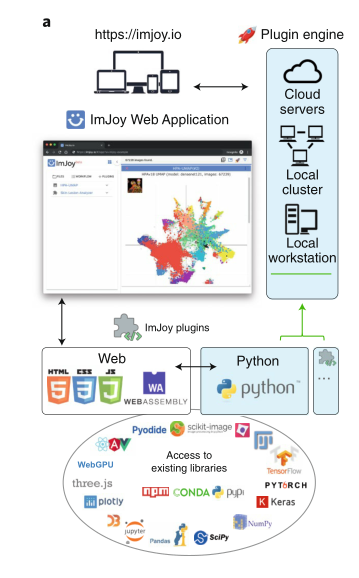 a
https://imjoy.io
Plugin engine
Cloud
servers
ImJoy Web Application
Local
cluster
ImJoy
Local
workstation
ImJoy plugins
Web
Python
HTML
CSS
JS
5
3
5
WA
WEBASSEMBLY
python™
...
Pyodide
scikit-image
Access to
existing libraries
WebGPU
TensorFlow
three.js
PYTORCH
npm
CONDA
pypi
plotly
K Keras
NumPy
jupyter
Pandas
SciPy